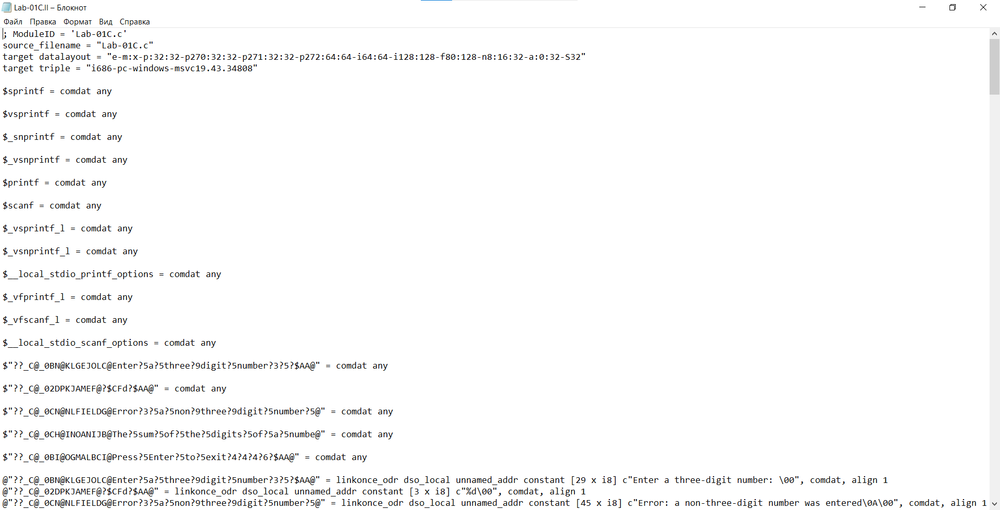 Lab-01C.ll – Блокнот
Файл Правка Формат Вид Справка
; ModuleID = 'Lab-01C.c'
source_filename = "Lab-01C.c"
target datalayout = "e-m:x-p:32:32-p270:32:32-p271:32:32-p272:64:64-i64:64-i128:128-f80:128-n8:16:32-a:0:32-S32"
target triple = "i686-pc-windows-msvc19.43.34808"
$sprintf = comdat any
$vsprintf = comdat any
$_snprintf = comdat any
$_vsnprintf = comdat any
$printf = comdat any
$scanf = comdat any
$_vsprintf_l = comdat any
$_vsnprintf_l = comdat any
$__local_stdio_printf_options = comdat any
$_vfprintf_l = comdat any
$_vfscanf_l = comdat any
$__local_stdio_scanf_options = comdat any
$"??_C@_0BN@KLGEJOLC@Enter?5a?5three?9digit?5number?3?5?$AA@" = comdat any
$"??_C@_02DPKJAMEF@?$CFd?$AA@" = comdat any
$"??_C@_0CN@NLFIELDG@Error?3?5a?5non?9three?9digit?5number?5@" = comdat any
$"??_C@_0CH@INOANIJB@The?5sum?5of?5the?5digits?5of?5a?5numbe@" = comdat any
$"??_C@_0BI@OGMALBCI@Press?5Enter?5to?5exit?4?4?4?6?$AA@" = comdat any
@"??_C@_0BN@KLGEJOLC@Enter?5a?5three?9digit?5number?3?5?$AA@" = linkonce_odr dso_local unnamed_addr constant [29 x i8] c"Enter a three-digit number: \00", comdat, align 1
@"??_C@_02DPKJAMEF@?$CFd?$AA@" = linkonce_odr dso_local unnamed_addr constant [3 x i8] c"%d\00", comdat, align 1
@"??_C@_0CN@NLFIELDG@Error?3?5a?5non?9three?9digit?5number?5@" = linkonce_odr dso_local unnamed_addr constant [45 x i8] c"Error: a non-three-digit number was entered\0A\00", comdat, align 1